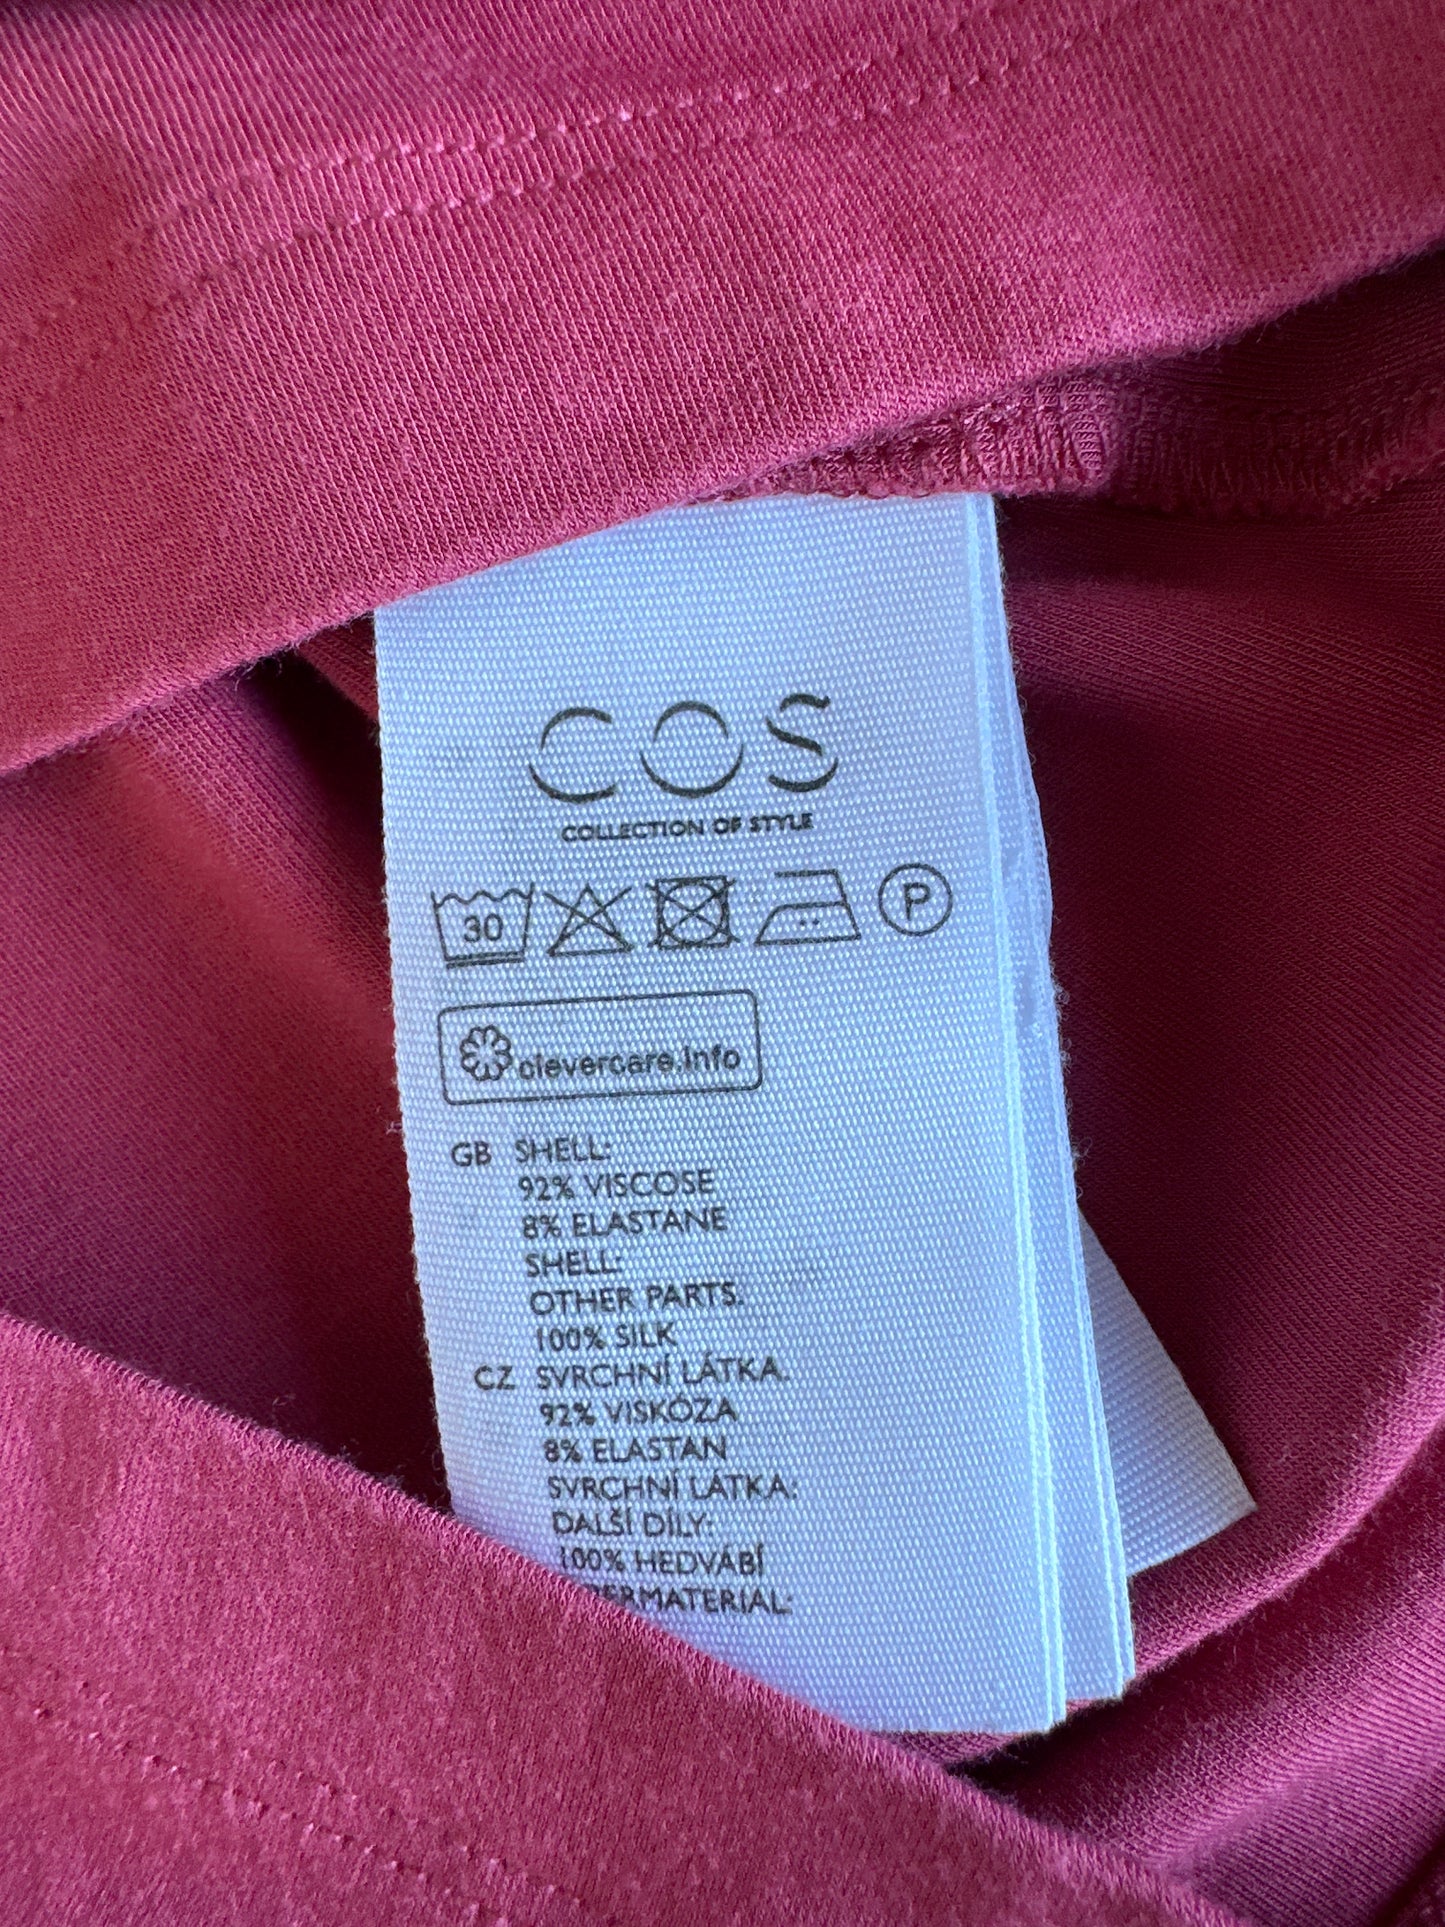 COS
COLLECTION OF STYLE
30 P
clevercare.info
GB SHELL:
92% VISCOSE
8% ELASTANE
SHELL:
OTHER PARTS:
100% SILK
CZ SVRCHNÍ LÁTKA:
92% VISKÓZA
8% ELASTAN
SVRCHNÍ LÁTKA:
DALŠÍ DÍLY:
100% HEDVÁBÍ